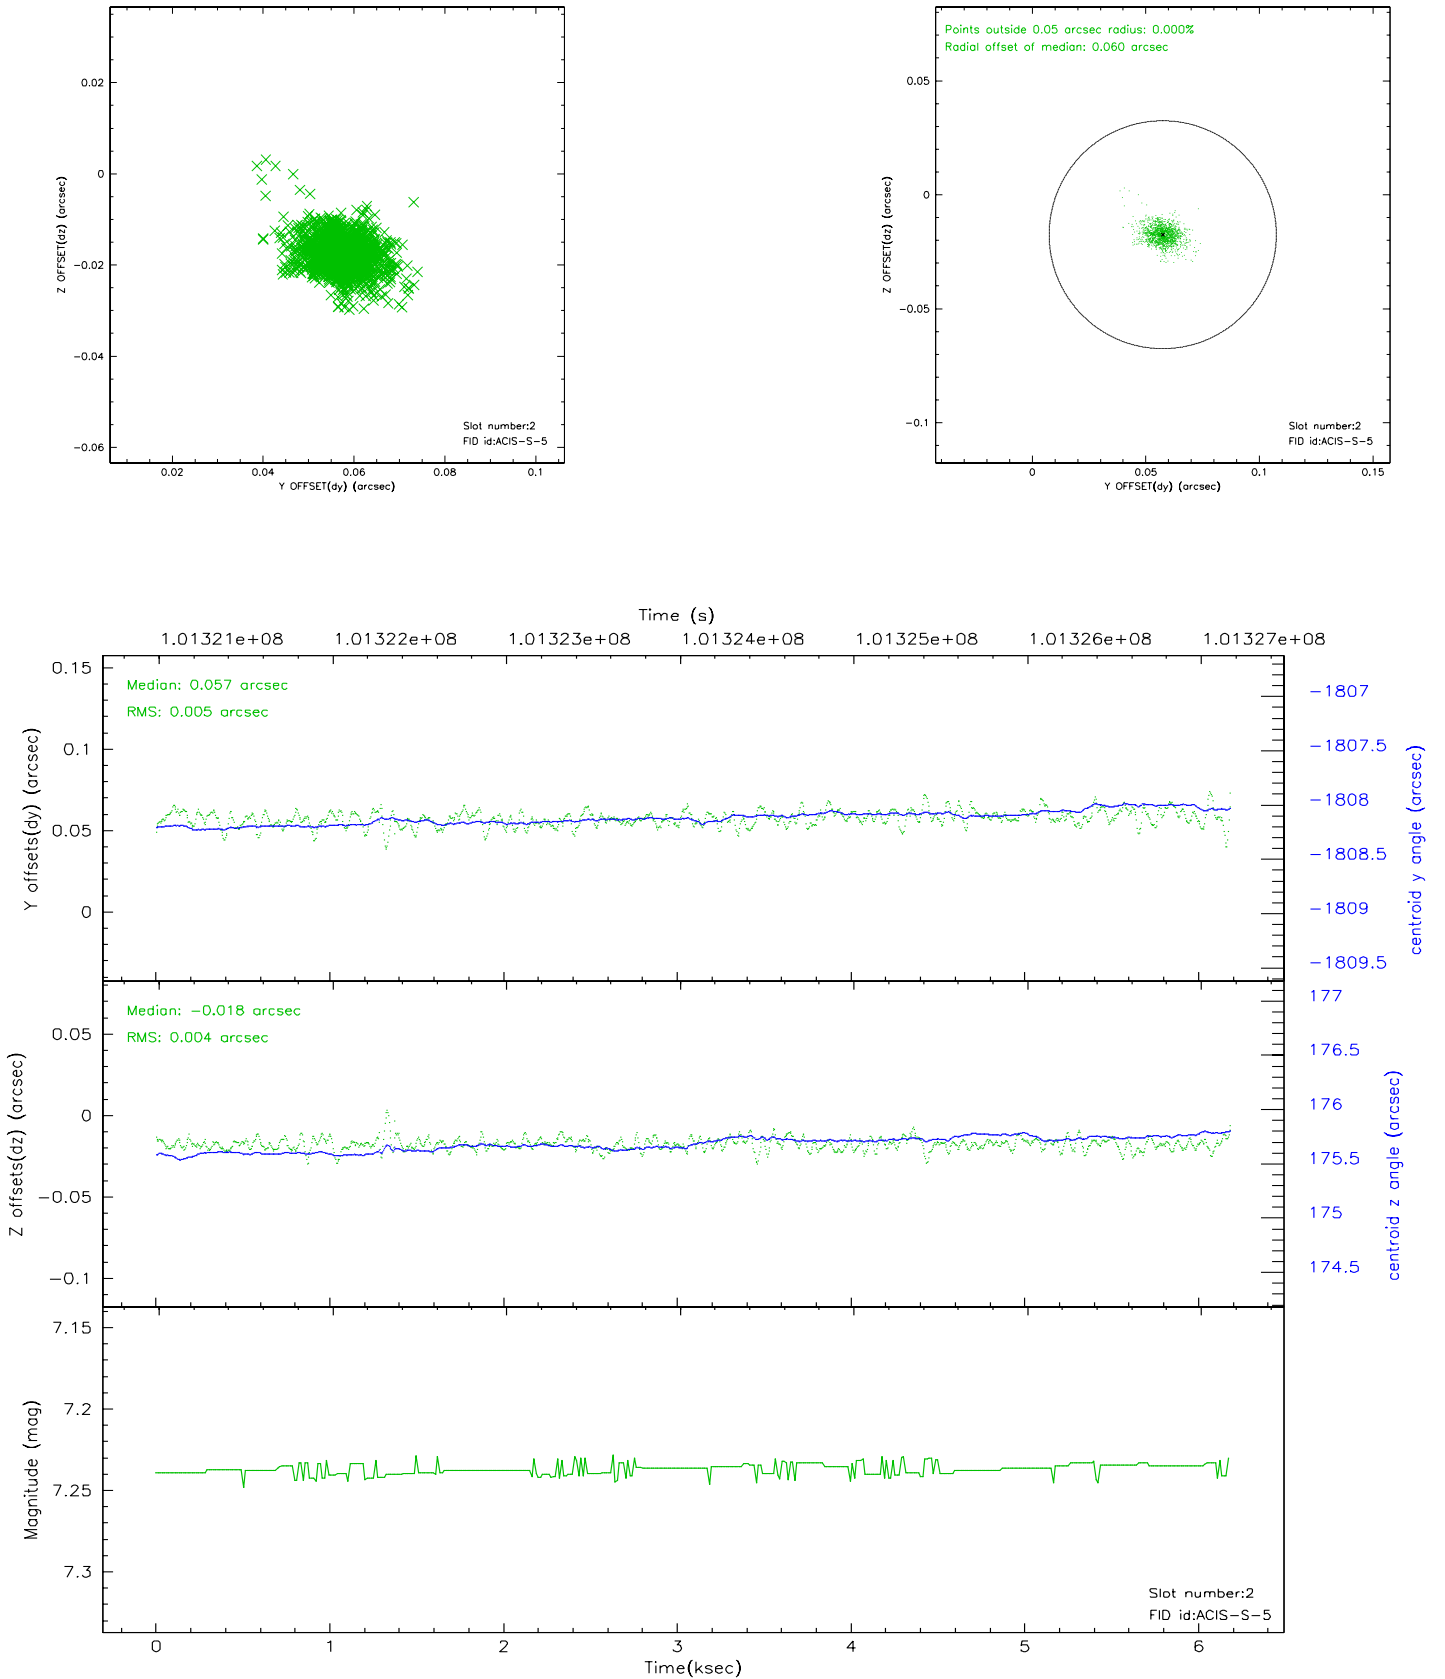 0.02
0
-0.02
-0.04
-0.06
Z OFFSET(dz) (arcsec)
Slot number:2
FID id:ACIS-S-5
0.02 0.04 0.06 0.08 0.1
Y OFFSET(dy) (arcsec)
Points outside 0.05 arcsec radius: 0.000%
Radial offset of median: 0.060 arcsec
0.05
0
-0.05
-0.1
Z OFFSET(dz) (arcsec)
Slot number:2
FID id:ACIS-S-5
0 0.05 0.1 0.15
Y OFFSET(dy) (arcsec)
Time (s)
1.01321e+08 1.01322e+08 1.01323e+08 1.01324e+08 1.01325e+08 1.01326e+08 1.01327e+08
0.15
0.1
0.05
0
Y offsets(dy) (arcsec)
Median: 0.057 arcsec
RMS: 0.005 arcsec
-1807
-1807.5
-1808
-1808.5
-1809
-1809.5
centroid y angle (arcsec)
0.05
0
-0.05
-0.1
Z offsets(dz) (arcsec)
Median: -0.018 arcsec
RMS: 0.004 arcsec
177
176.5
176
175.5
175
174.5
centroid z angle (arcsec)
7.15
7.2
7.25
7.3
Magnitude (mag)
Slot number:2
FID id:ACIS-S-5
0 1 2 3 4 5 6
Time(ksec)